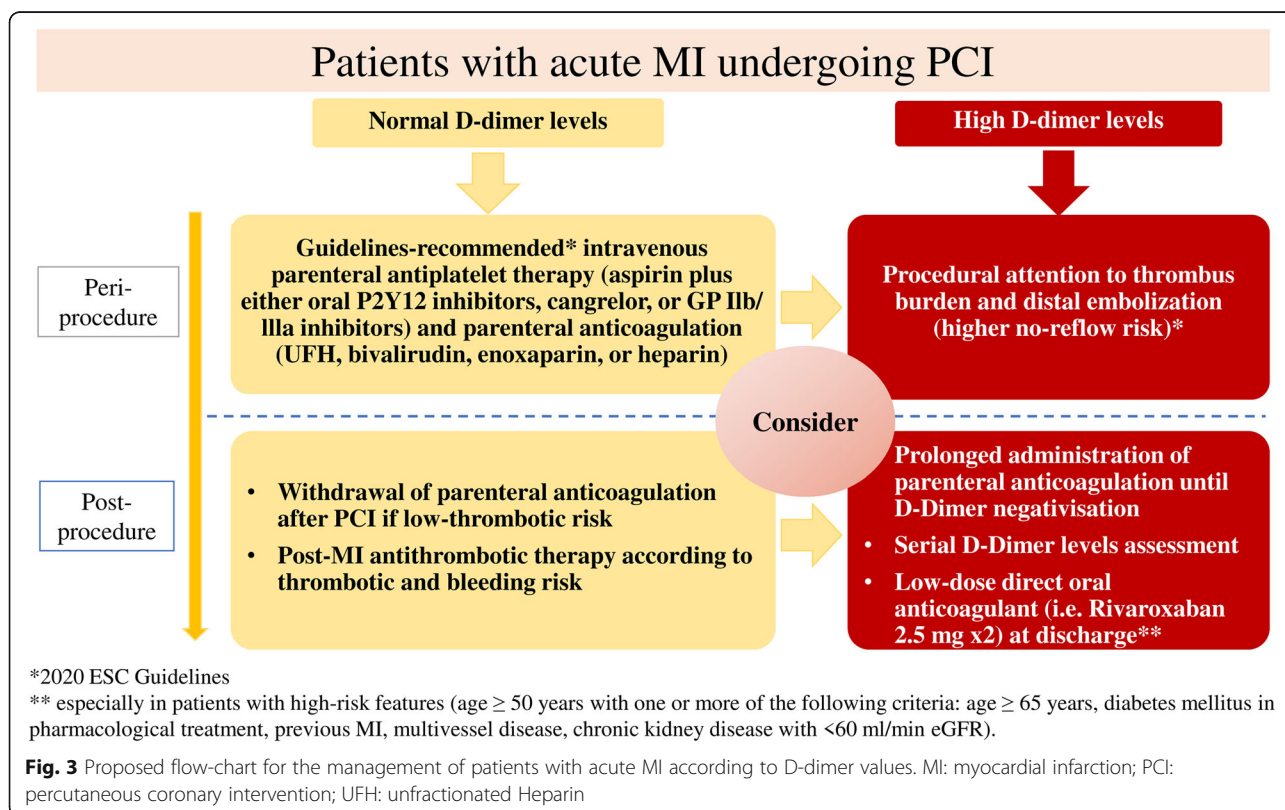 Patients with acute MI undergoing PCI
Normal D-dimer levels
High D-dimer levels
Peri-
procedure
Guidelines-recommended* intravenous
parenteral antiplatelet therapy (aspirin plus
either oral P2Y12 inhibitors, cangrelor, or GP IIb/
IIIa inhibitors) and parenteral anticoagulation
(UFH, bivalirudin, enoxaparin, or heparin)
Procedural attention to thrombus
burden and distal embolization
(higher no-reflow risk)*
Consider
Post-
procedure
• Withdrawal of parenteral anticoagulation
after PCI if low-thrombotic risk
• Post-MI antithrombotic therapy according to
thrombotic and bleeding risk
Prolonged administration of
parenteral anticoagulation until
D-Dimer negativisation
• Serial D-Dimer levels assessment
• Low-dose direct oral
anticoagulant (i.e. Rivaroxaban
2.5 mg x2) at discharge**
*2020 ESC Guidelines
** especially in patients with high-risk features (age ≥ 50 years with one or more of the following criteria: age ≥ 65 years, diabetes mellitus in
pharmacological treatment, previous MI, multivessel disease, chronic kidney disease with <60 ml/min eGFR).
Fig. 3 Proposed flow-chart for the management of patients with acute MI according to D-dimer values. MI: myocardial infarction; PCI:
percutaneous coronary intervention; UFH: unfractionated Heparin